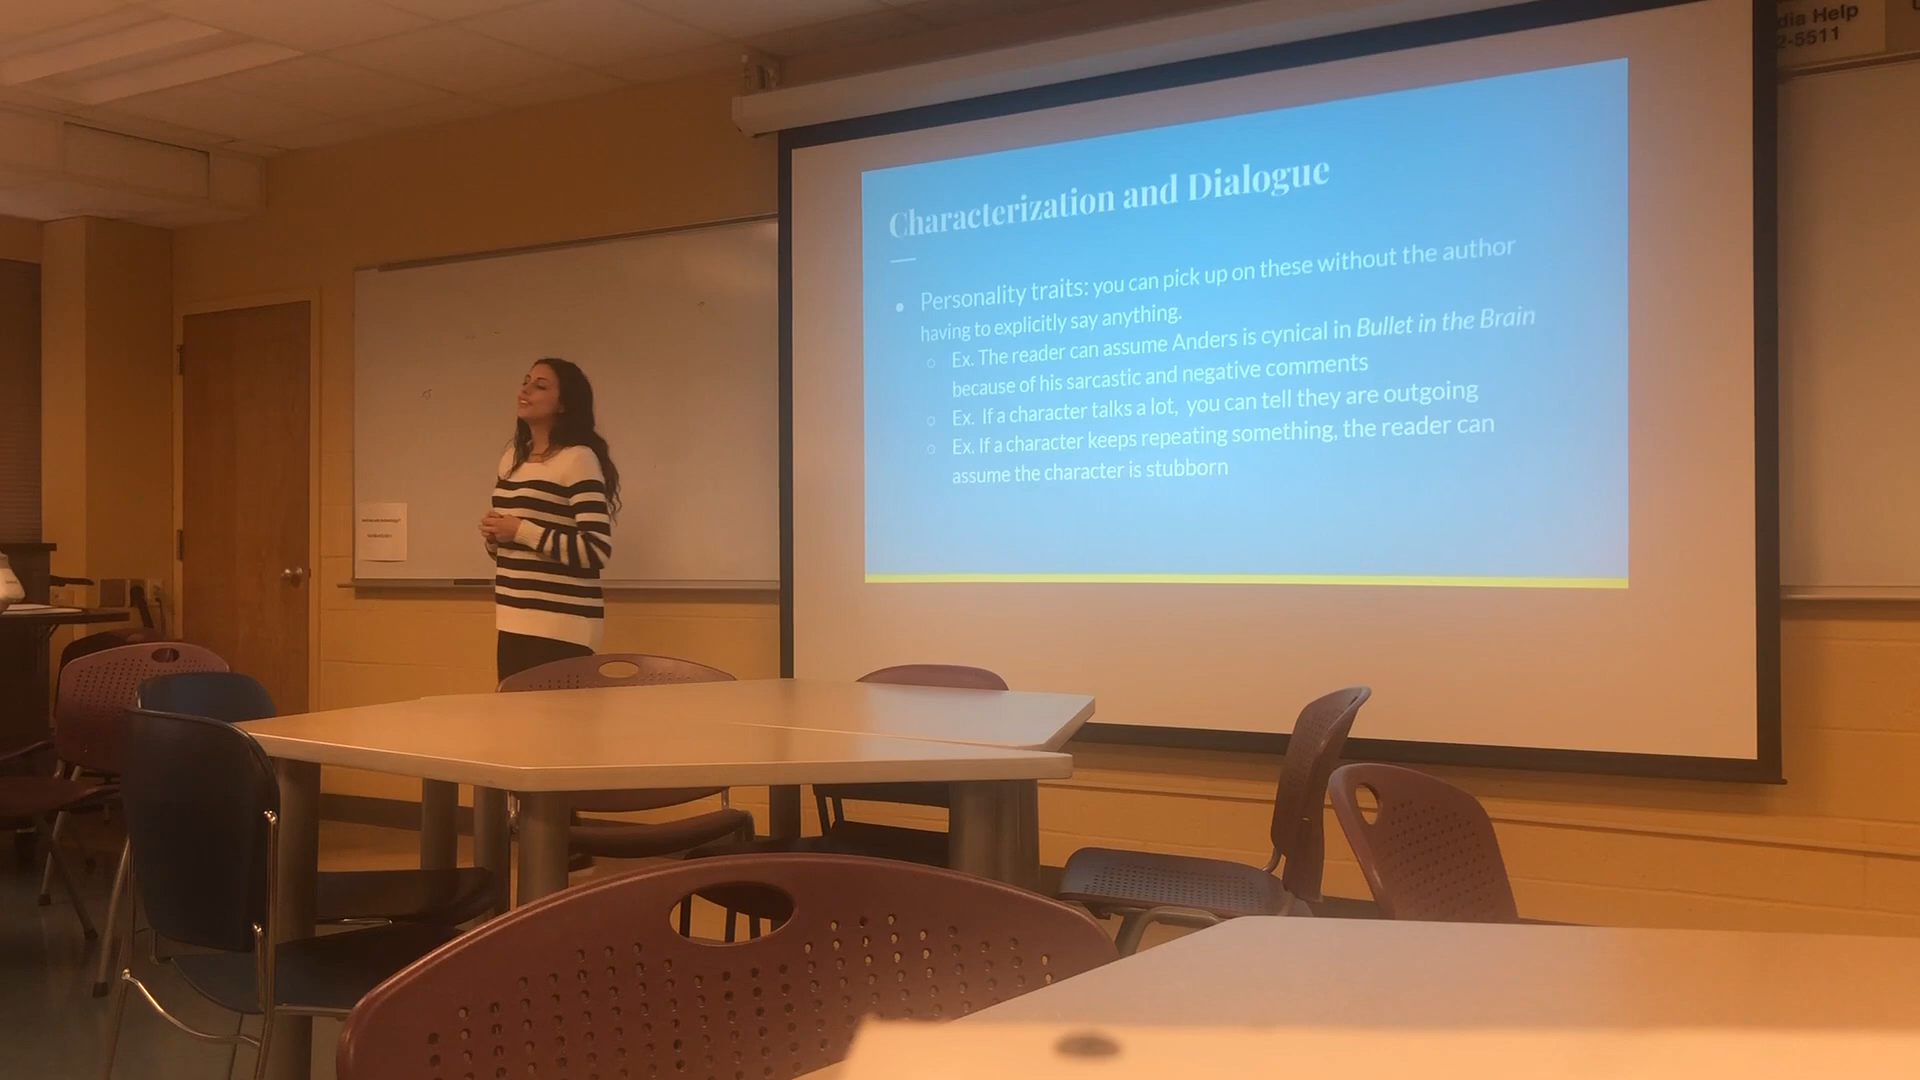 dia Help
2-5511
Characterization and Dialogue
● Personality traits: you can pick up on these without the author
having to explicitly say anything.
○ Ex. The reader can assume Anders is cynical in Bullet in the Brain
because of his sarcastic and negative comments
○ Ex. If a character talks a lot, you can tell they are outgoing
○ Ex. If a character keeps repeating something, the reader can
assume the character is stubborn